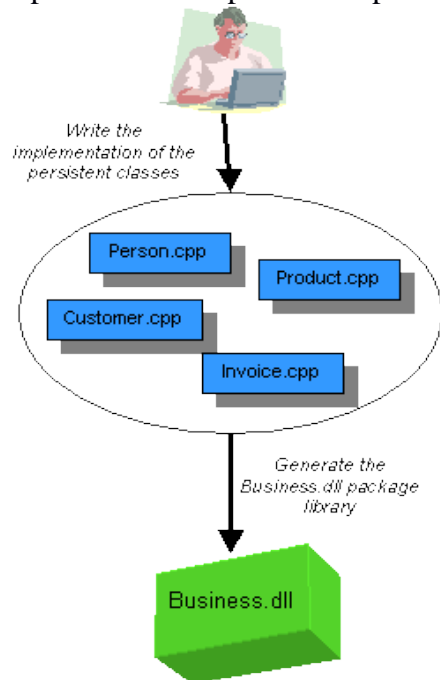 Write the
implementation of the
persistent classes
Person.cpp
Product.cpp
Customer.cpp
Invoice.cpp
Generate the
Business.dll package
library
Business.dll